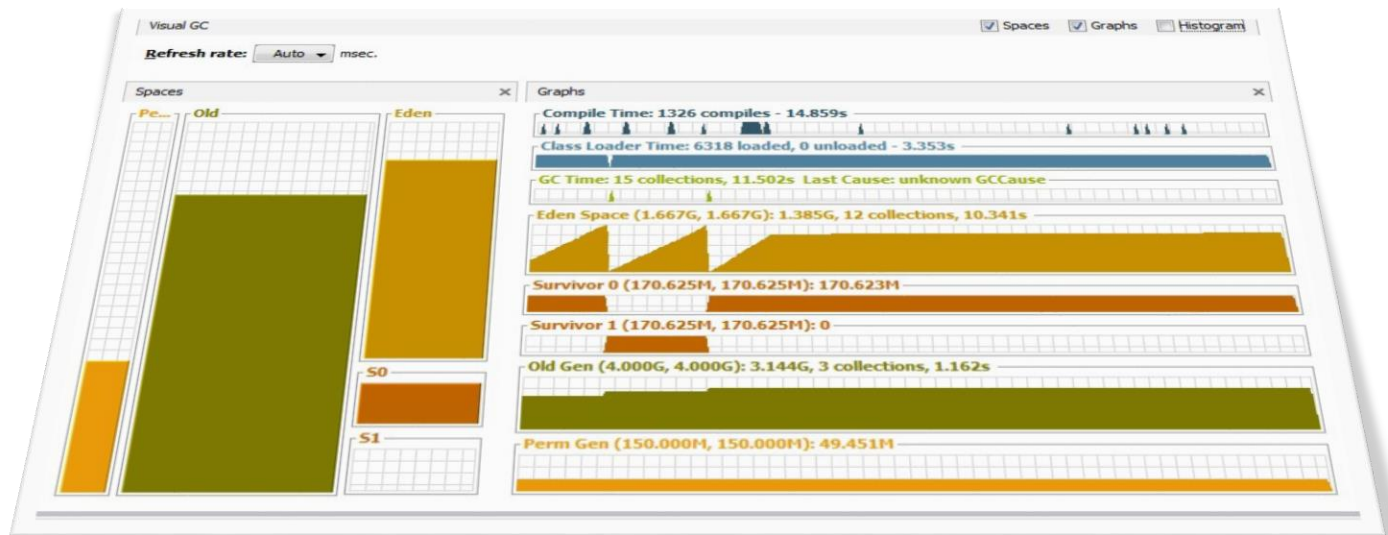 Visual GC
Spaces
Graphs
Histogram
Refresh rate: Auto msec.
Spaces
Graphs
Pe...
Old
Eden
S0
S1
Compile Time: 1326 compiles - 14.859s
Class Loader Time: 6318 loaded, 0 unloaded - 3.353s
GC Time: 15 collections, 11.502s Last Cause: unknown GCCause
Eden Space (1.667G, 1.667G): 1.385G, 12 collections, 10.341s
Survivor 0 (170.625M, 170.625M): 170.623M
Survivor 1 (170.625M, 170.625M): 0
Old Gen (4.000G, 4.000G): 3.144G, 3 collections, 1.162s
Perm Gen (150.000M, 150.000M): 49.451M